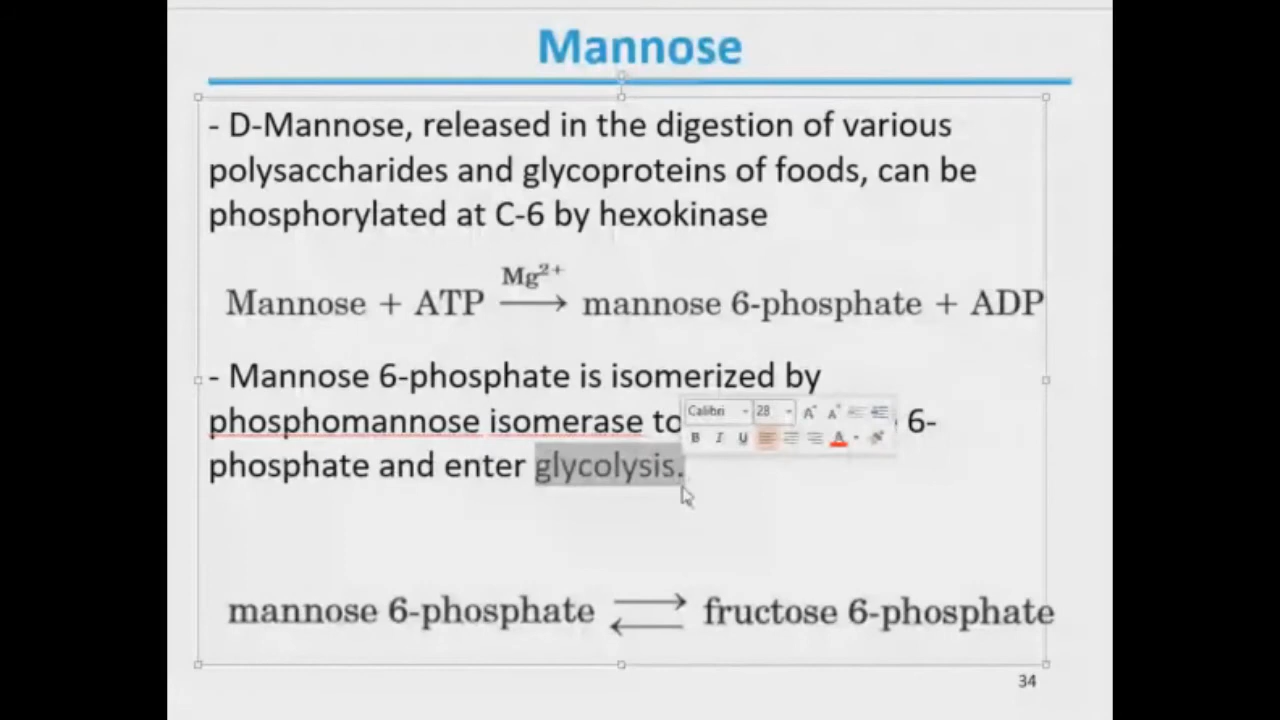 Mannose
- D-Mannose, released in the digestion of various
polysaccharides and glycoproteins of foods, can be
phosphorylated at C-6 by hexokinase
Mg²⁺
Mannose + ATP ⟶ mannose 6-phosphate + ADP
- Mannose 6-phosphate is isomerized by
Calibri 28 A A
phosphomannose isomerase to 6-
B I U A
phosphate and enter glycolysis.
mannose 6-phosphate ⇌ fructose 6-phosphate
34